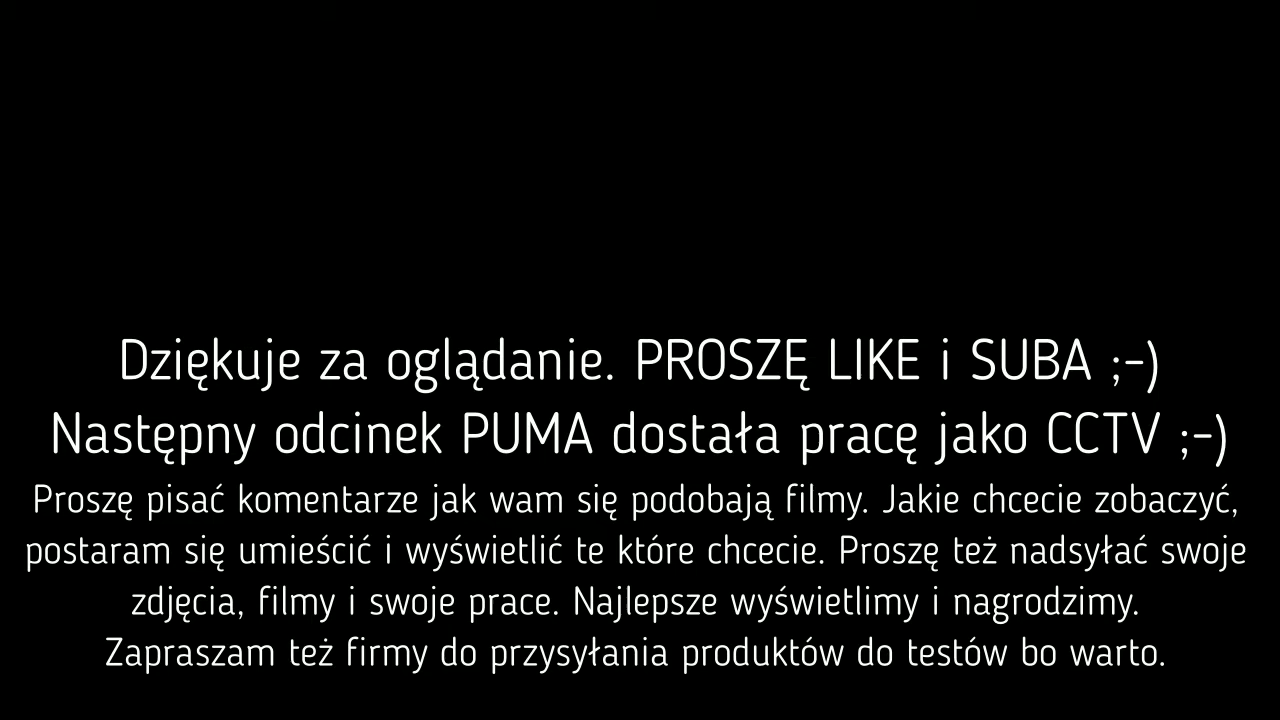 Dziękuje za oglądanie. PROSZĘ LIKE i SUBA ;-)
Następny odcinek PUMA dostała pracę jako CCTV ;-)
Proszę pisać komentarze jak wam się podobają filmy. Jakie chcecie zobaczyć,
postaram się umieścić i wyświetlić te które chcecie. Proszę też nadsyłać swoje
zdjęcia, filmy i swoje prace. Najlepsze wyświetlimy i nagrodzimy.
Zapraszam też firmy do przysyłania produktów do testów bo warto.